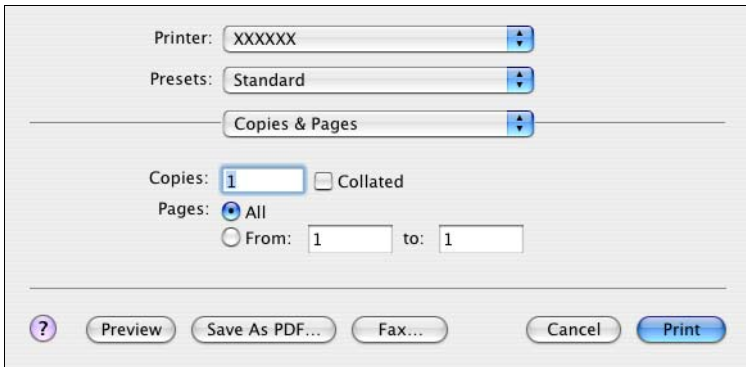 Printer: XXXXXX
Presets: Standard
Copies & Pages
Copies: 1 Collated
Pages: All
From: 1 to: 1
? Preview Save As PDF... Fax... Cancel Print